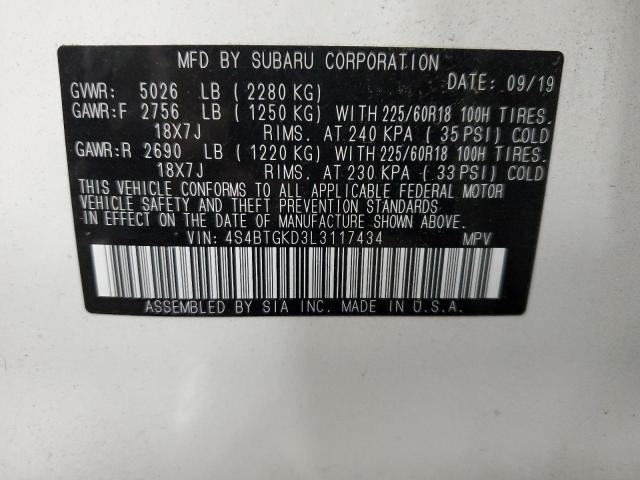 MFD BY SUBARU CORPORATION
DATE: 09/19
GVWR: 5026 LB ( 2280 KG)
GAWR:F 2756 LB ( 1250 KG) WITH 225/60R18 100H TIRES.
18X7J RIMS. AT 240 KPA ( 35 PSI) COLD
GAWR:R 2690 LB ( 1220 KG) WITH 225/60R18 100H TIRES.
18X7J RIMS. AT 230 KPA ( 33 PSI) COLD
THIS VEHICLE CONFORMS TO ALL APPLICABLE FEDERAL MOTOR
VEHICLE SAFETY AND THEFT PREVENTION STANDARDS
IN EFFECT ON THE DATE OF MANUFACTURE SHOWN ABOVE.
VIN: 4S4BTGKD3L3117434 MPV
ASSEMBLED BY SIA INC. MADE IN U.S.A.